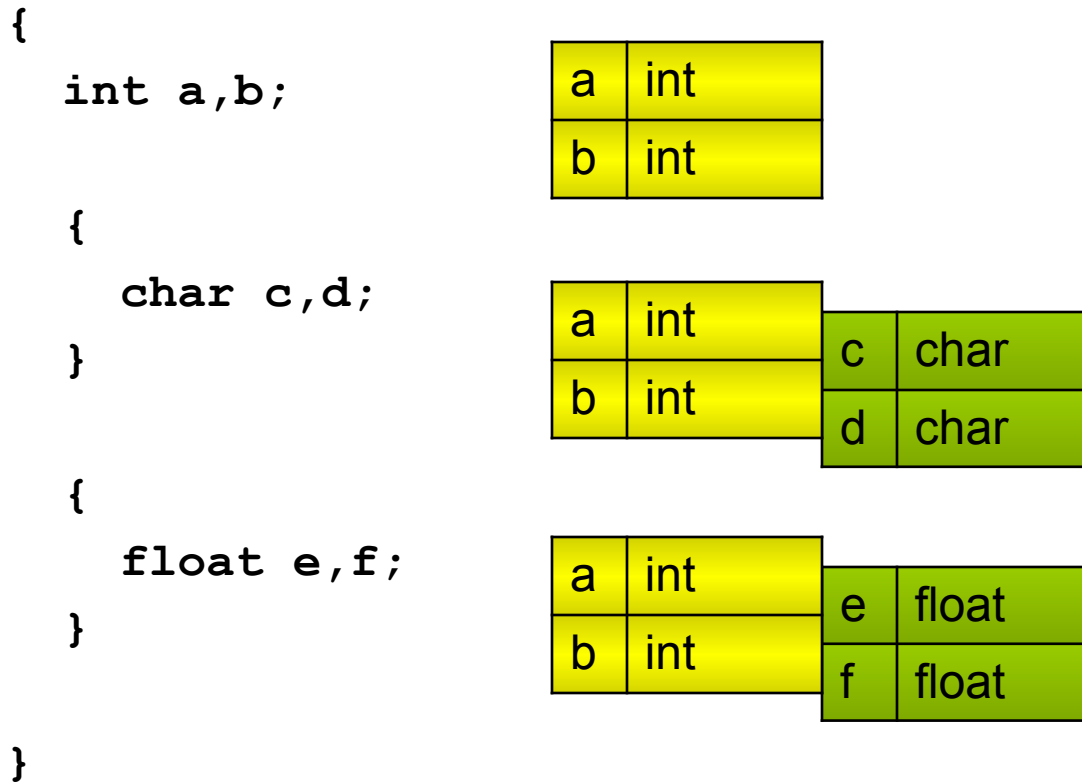 {
int a,b;
a int
b int
{
char c,d;
}
a int
b int
c char
d char
{
float e,f;
}
a int
b int
e float
f float
}